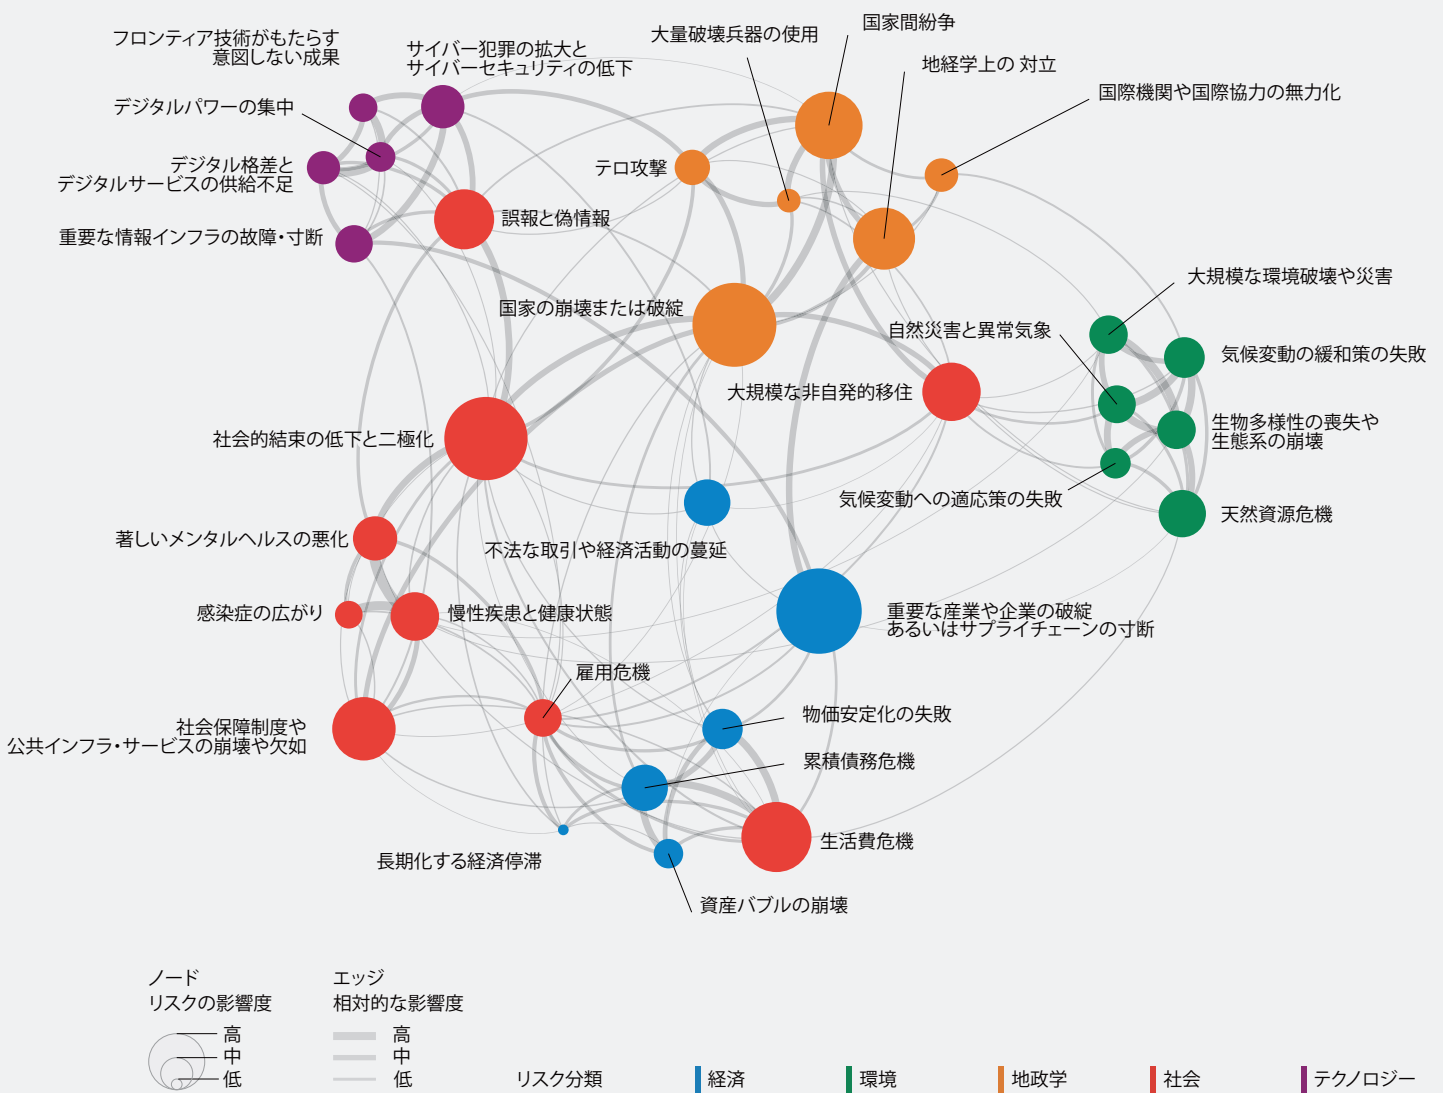 国家間紛争
大量破壊兵器の使用
フロンティア技術がもたらす
意図しない成果
サイバー犯罪の拡大と
サイバーセキュリティの低下
地経学上の 対立
国際機関や国際協力の無力化
デジタルパワーの集中
デジタル格差と
デジタルサービスの供給不足
テロ攻撃
誤報と偽情報
重要な情報インフラの故障・寸断
大規模な環境破壊や災害
国家の崩壊または破綻
自然災害と異常気象
気候変動の緩和策の失敗
大規模な非自発的移住
生物多様性の喪失や
生態系の崩壊
社会的結束の低下と二極化
気候変動への適応策の失敗
天然資源危機
著しいメンタルヘルスの悪化
不法な取引や経済活動の蔓延
感染症の広がり
慢性疾患と健康状態
重要な産業や企業の破綻
あるいはサプライチェーンの寸断
雇用危機
物価安定化の失敗
社会保障制度や
公共インフラ・サービスの崩壊や欠如
累積債務危機
生活費危機
長期化する経済停滞
資産バブルの崩壊
ノード
リスクの影響度
高
中
低
エッジ
相対的な影響度
高
中
低
リスク分類
経済
環境
地政学
社会
テクノロジー